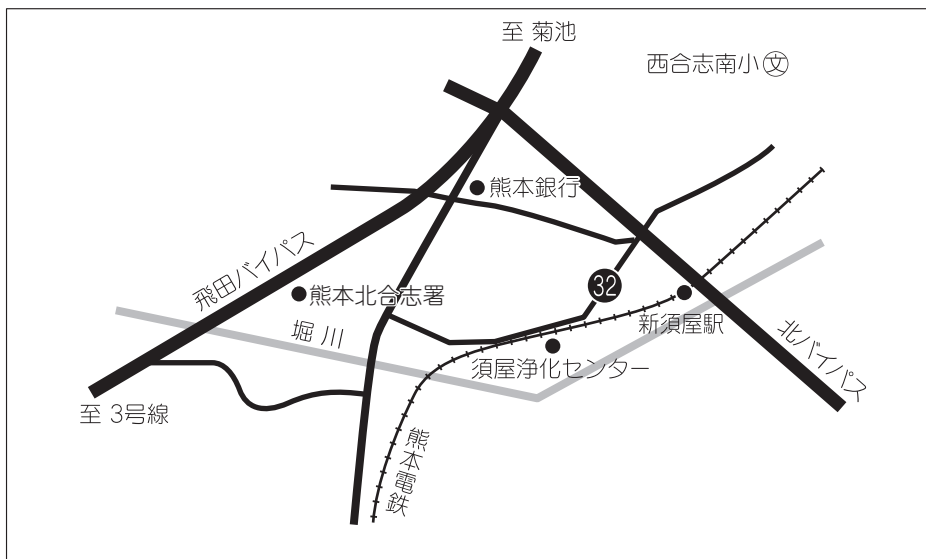 至 菊池
西合志南小 文
熊本銀行
飛田バイパス
熊本北合志署
32
堀川
新須屋駅
須屋浄化センター
北バイパス
至 3号線
熊本電鉄